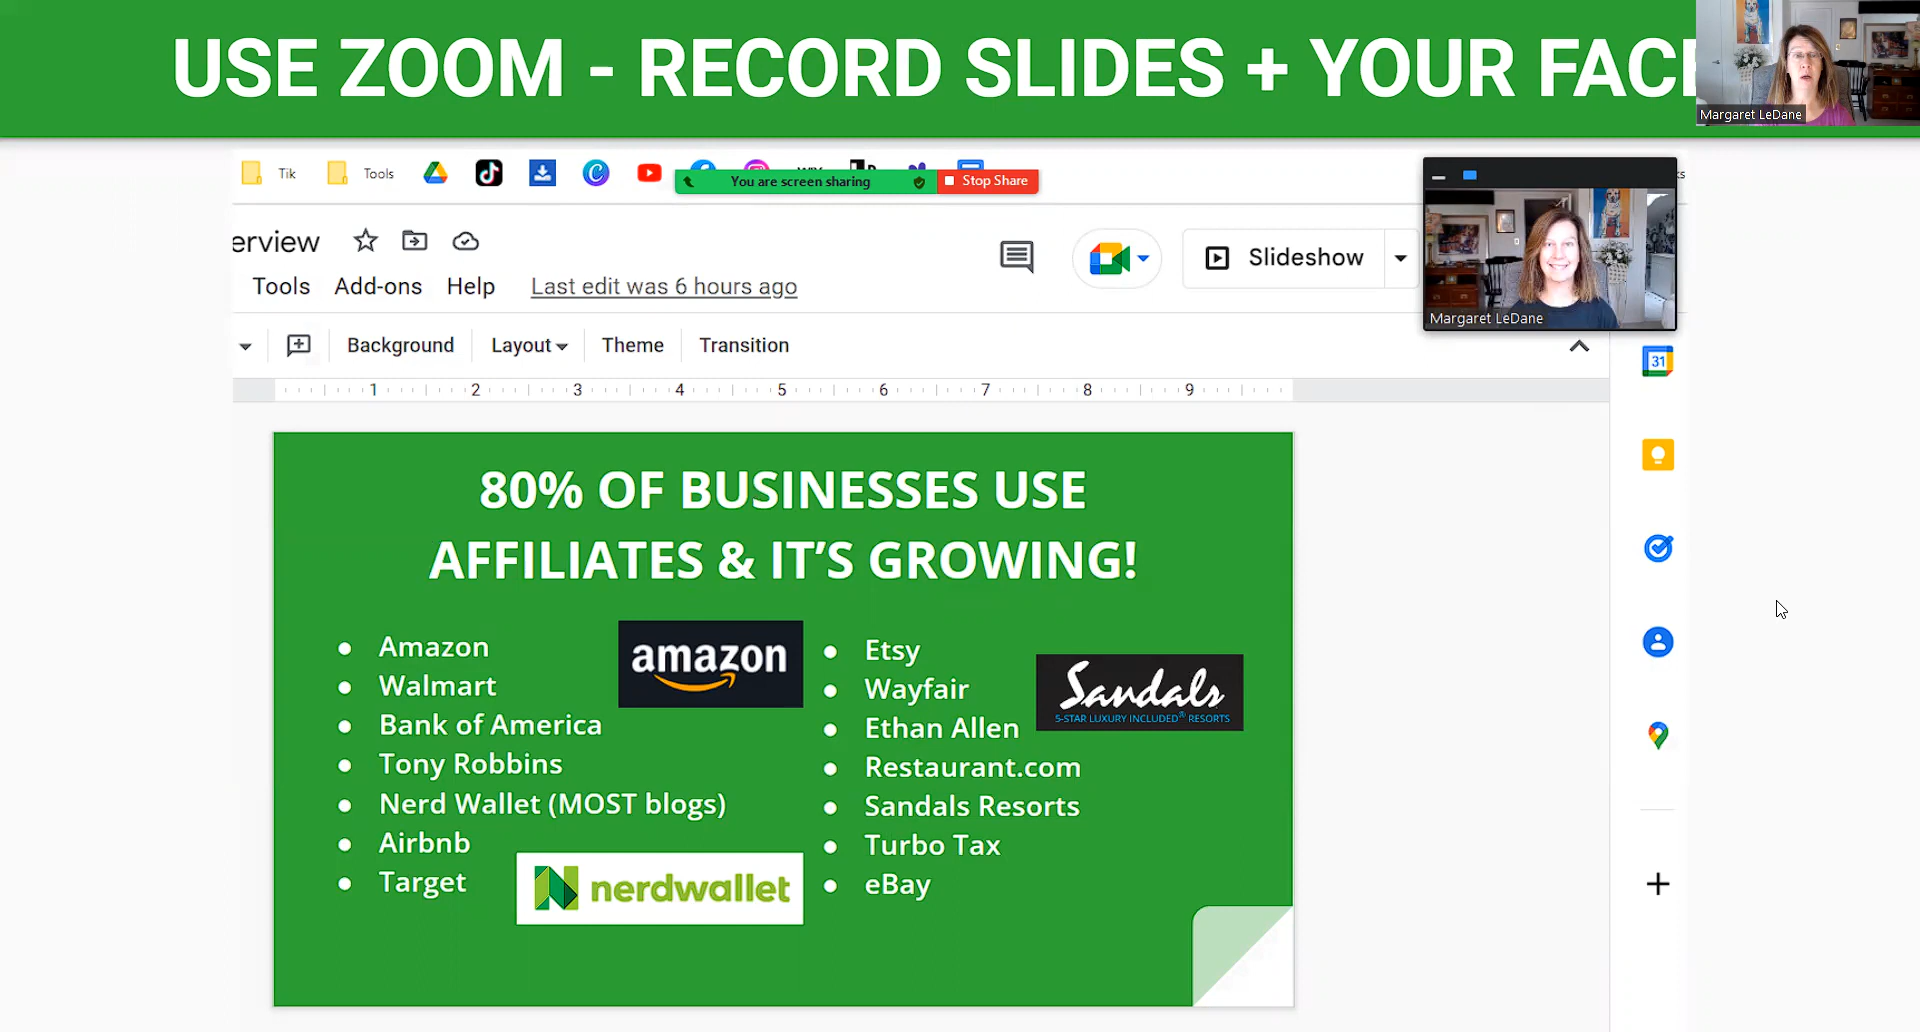 USE ZOOM - RECORD SLIDES + YOUR FACE
Margaret LeDane
Tik
Tools
You are screen sharing
Stop Share
erview
Tools Add-ons Help Last edit was 6 hours ago
Slideshow
Margaret LeDane
Background Layout Theme Transition
1 2 3 4 5 6 7 8 9
31
80% OF BUSINESSES USE
AFFILIATES & IT’S GROWING!
Amazon
Walmart
Bank of America
Tony Robbins
Nerd Wallet (MOST blogs)
Airbnb
Target
amazon
nerdwallet
Etsy
Wayfair
Ethan Allen
Restaurant.com
Sandals Resorts
Turbo Tax
eBay
Sandals
5-STAR LUXURY INCLUDED® RESORTS